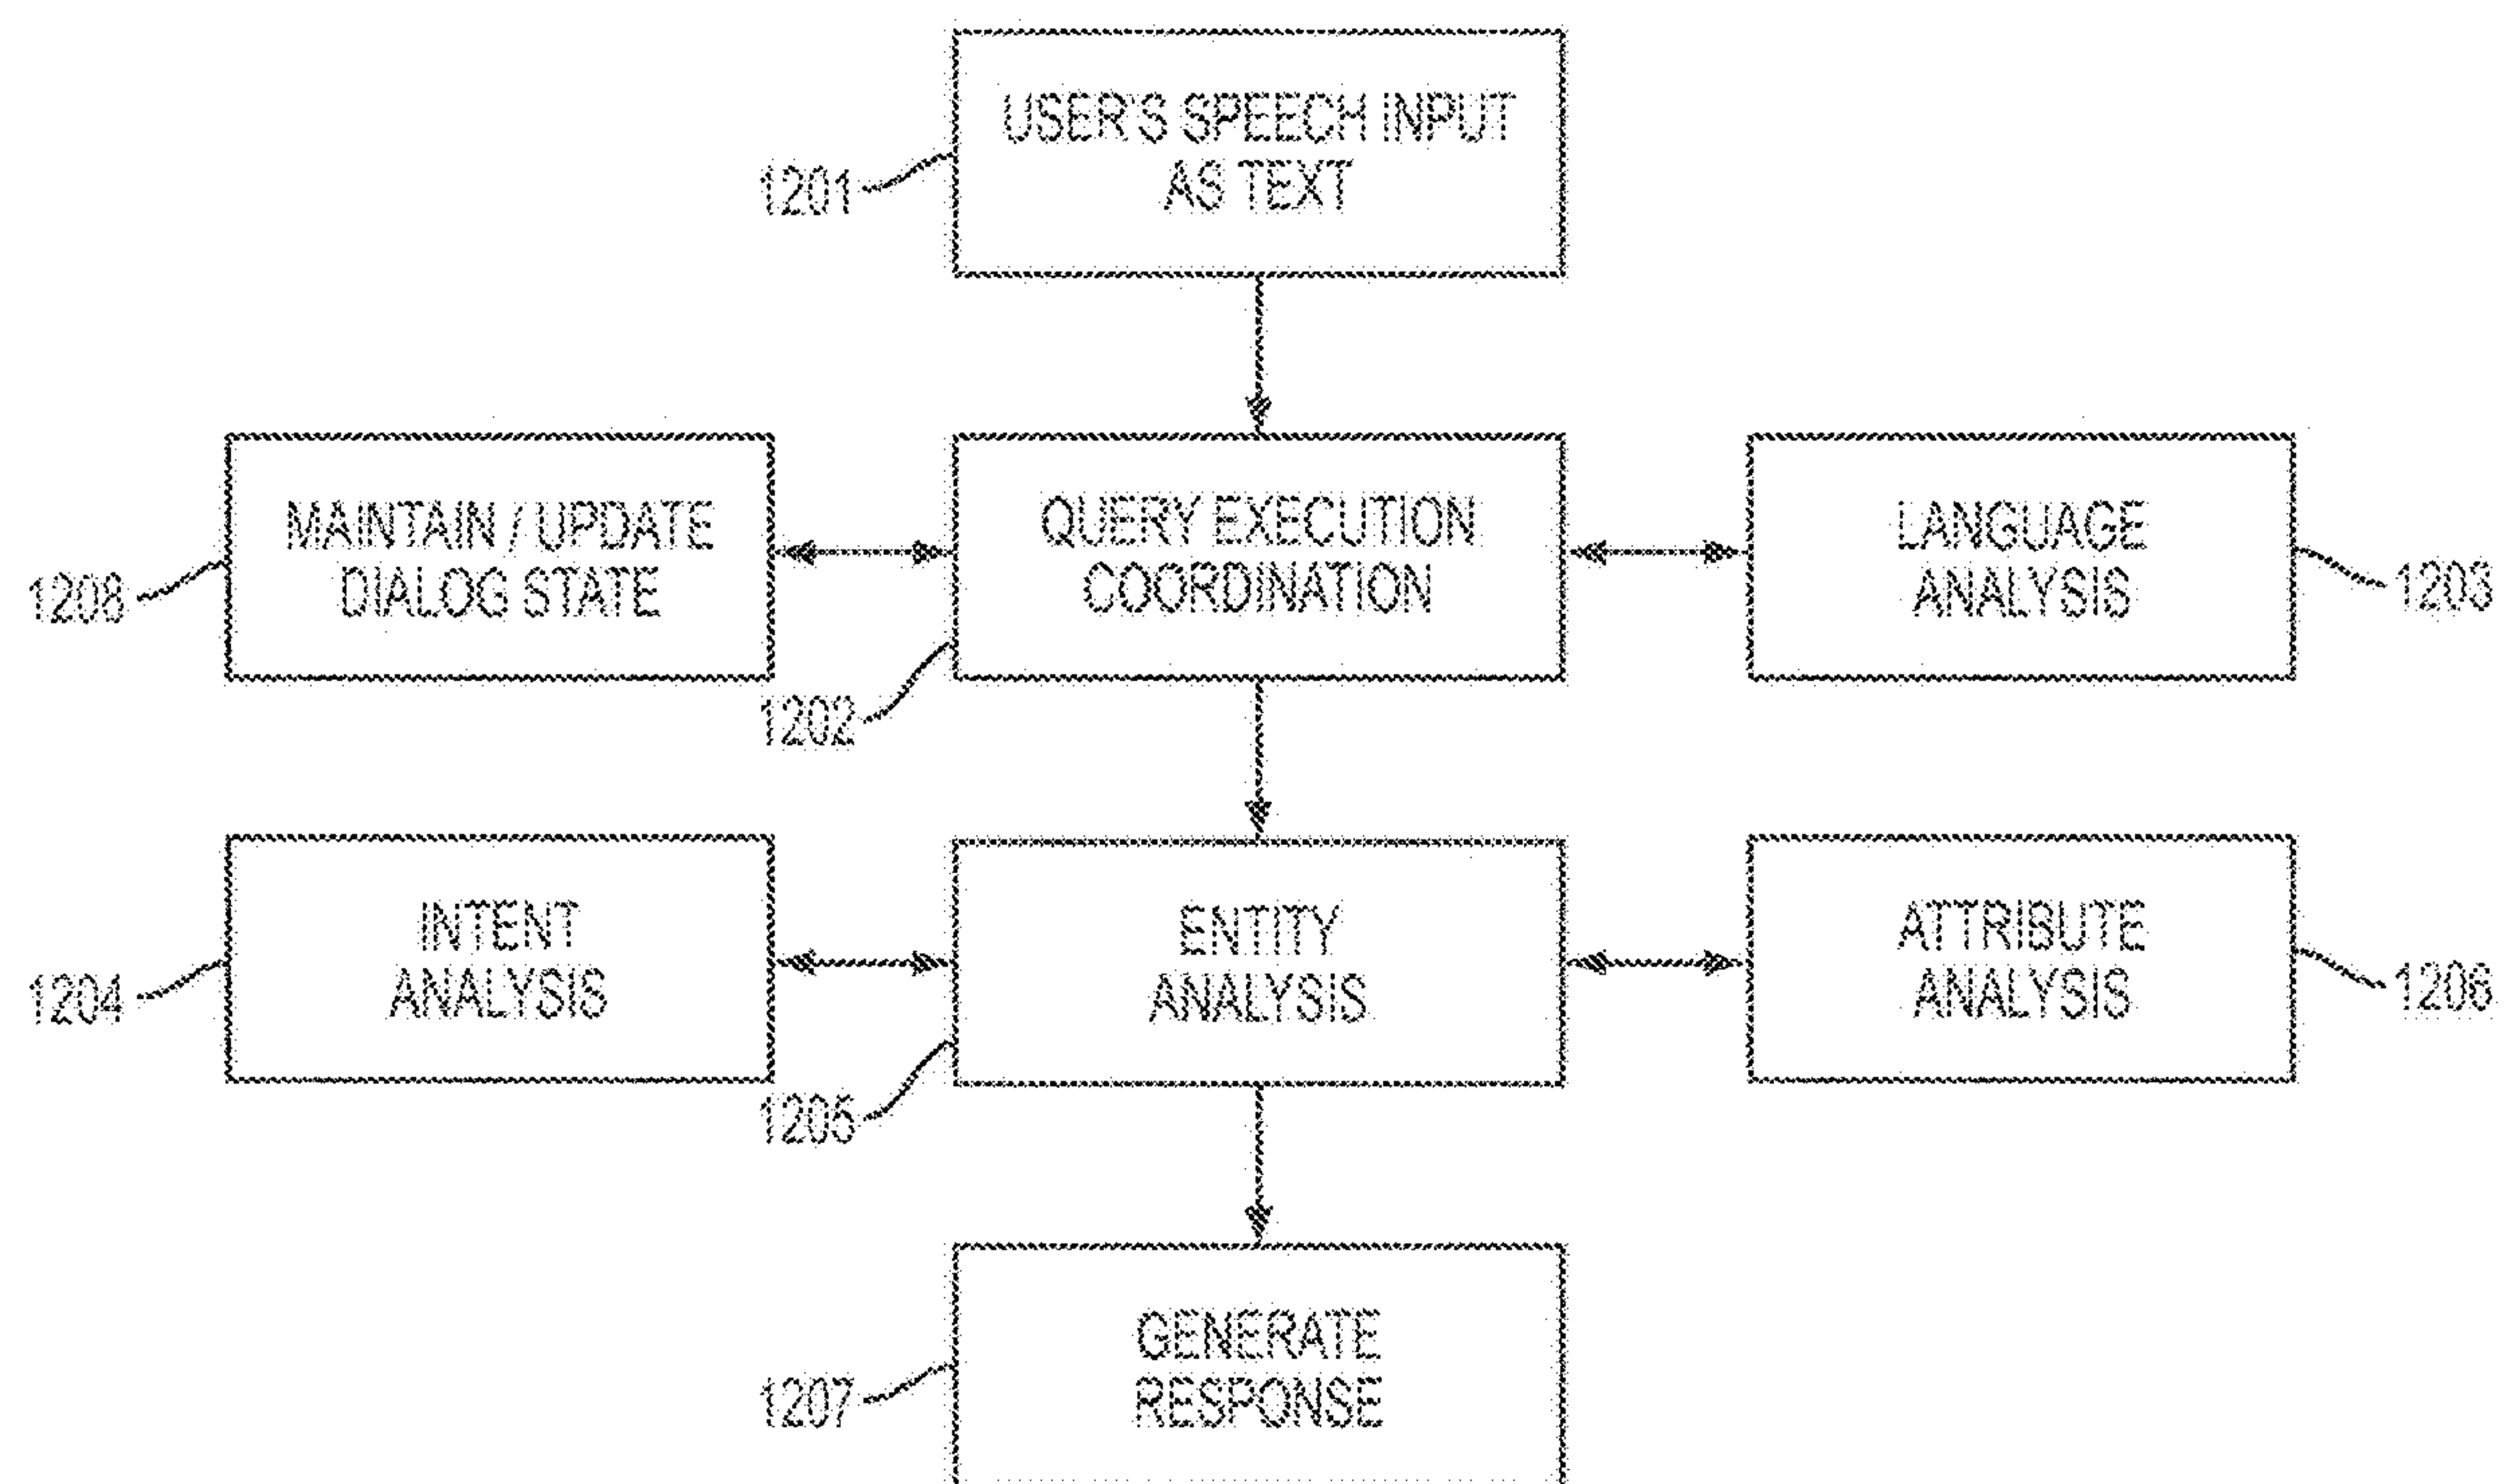 USER'S SPEECH INPUT
AS TEXT
1201
MAINTAIN / UPDATE
DIALOG STATE
1208
QUERY EXECUTION
COORDINATION
1202
LANGUAGE
ANALYSIS
1203
INTENT
ANALYSIS
1204
ENTITY
ANALYSIS
1205
ATTRIBUTE
ANALYSIS
1206
GENERATE
RESPONSE
1207